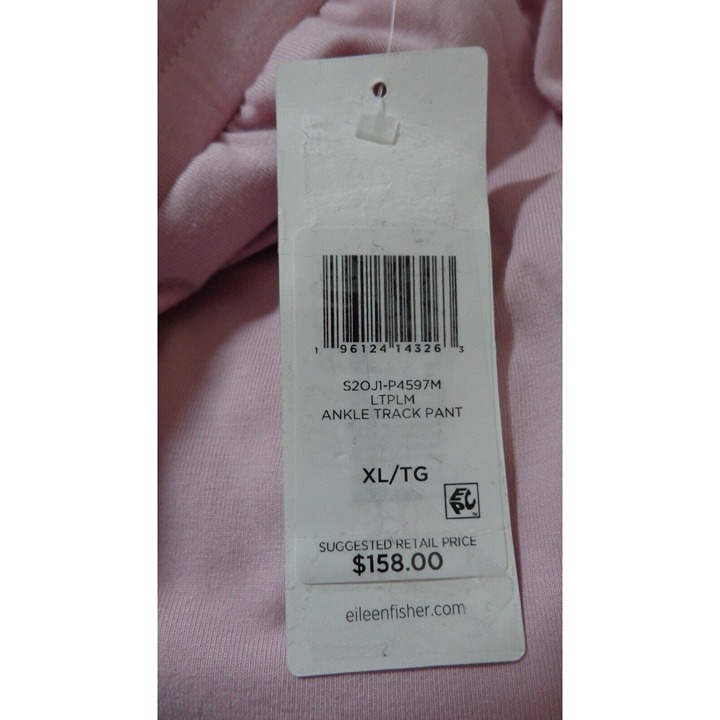 1 96124 14326 3
S2OJ1-P4597M
LTPLM
ANKLE TRACK PANT
XL/TG
EPC
TM
SUGGESTED RETAIL PRICE
$158.00
eileenfisher.com